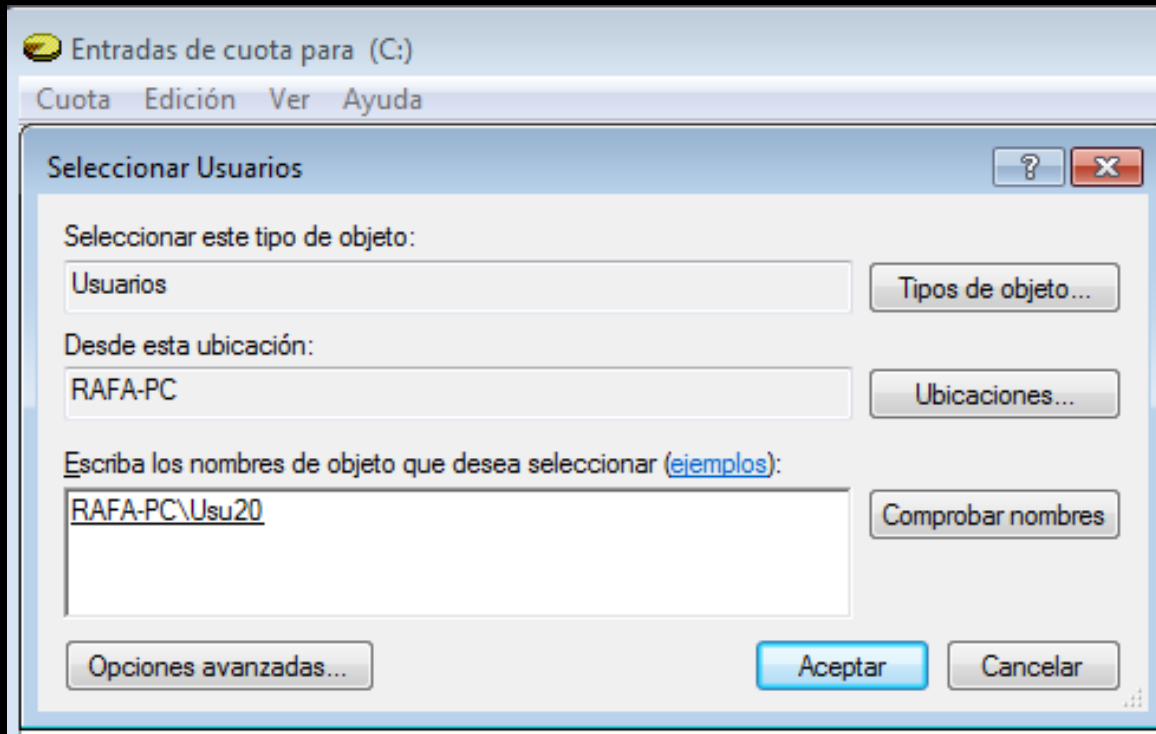 Entradas de cuota para (C:)
Cuota Edición Ver Ayuda
Seleccionar Usuarios
Seleccionar este tipo de objeto:
Usuarios
Tipos de objeto...
Desde esta ubicación:
RAFA-PC
Ubicaciones...
Escriba los nombres de objeto que desea seleccionar (ejemplos):
RAFA-PC\Usu20
Comprobar nombres
Opciones avanzadas...
Aceptar
Cancelar